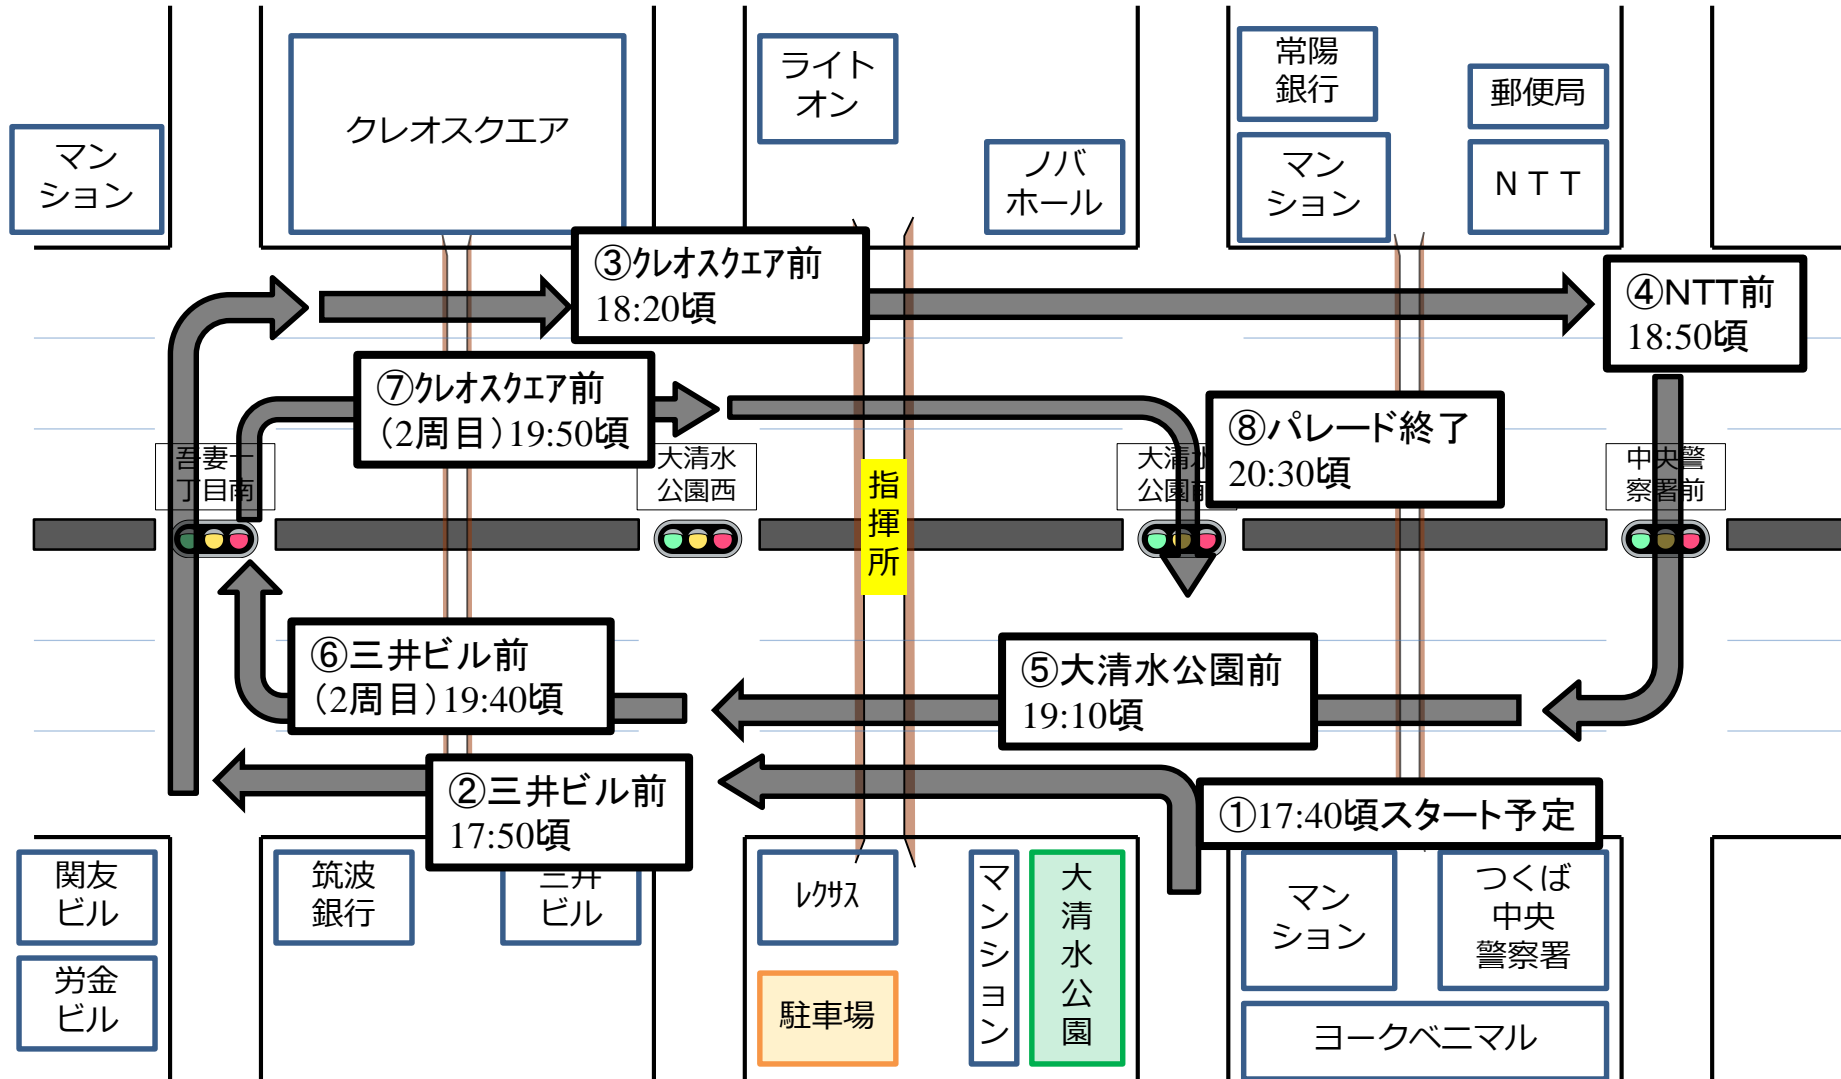 ライト
オン
常陽
銀行
郵便局
クレオスクエア
マン
ション
ノバ
ホール
マン
ション
ＮＴＴ
③クレオスクエア前
18:20頃
④NTT前
18:50頃
⑦クレオスクエア前
（2周目）19:50頃
⑧パレード終了
20:30頃
吾妻一
丁目南
大清水
公園西
指
揮
所
大清水
公園前
中央警
察署前
⑥三井ビル前
（2周目）19:40頃
⑤大清水公園前
19:10頃
②三井ビル前
17:50頃
①17:40頃スタート予定
関友
ビル
筑波
銀行
三井
ビル
レクサス
マ
ン
シ
ョ
ン
大
清
水
公
園
マン
ション
つくば
中央
警察署
労金
ビル
駐車場
ヨークベニマル